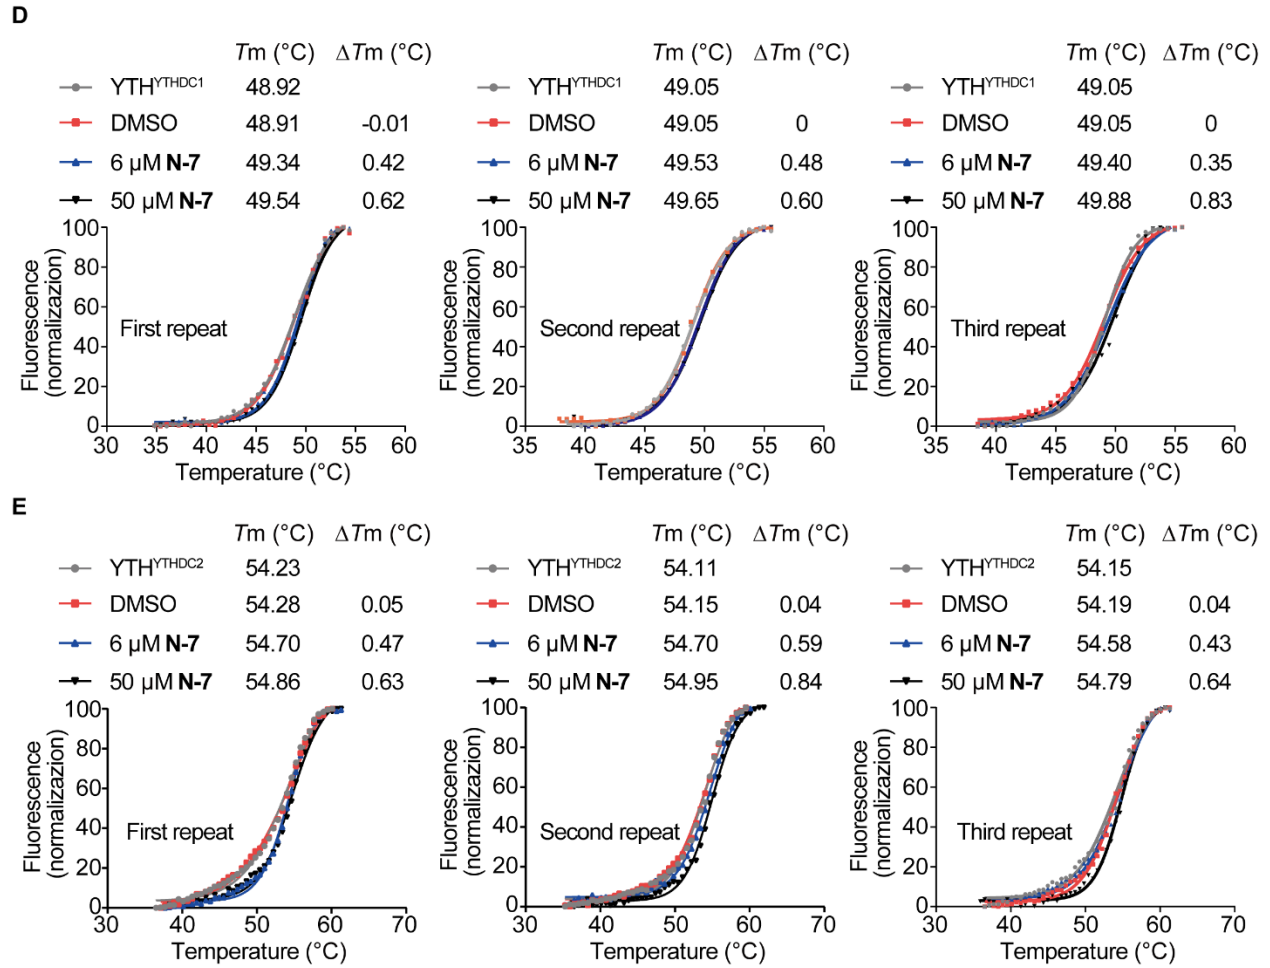 D
Tm (°C) ΔTm (°C)
YTH^YTHDC1 48.92
DMSO 48.91 -0.01
6 µM N-7 49.34 0.42
50 µM N-7 49.54 0.62
100
80
60
40
20
0
Fluorescence
(normalizazion)
First repeat
30 35 40 45 50 55 60
Temperature (°C)
Tm (°C) ΔTm (°C)
YTH^YTHDC1 49.05
DMSO 49.05 0
6 µM N-7 49.53 0.48
50 µM N-7 49.65 0.60
100
80
60
40
20
0
Fluorescence
(normalizazion)
Second repeat
35 40 45 50 55 60
Temperature (°C)
Tm (°C) ΔTm (°C)
YTH^YTHDC1 49.05
DMSO 49.05 0
6 µM N-7 49.40 0.35
50 µM N-7 49.88 0.83
100
80
60
40
20
0
Fluorescence
(normalizazion)
Third repeat
35 40 45 50 55 60
Temperature (°C)
E
Tm (°C) ΔTm (°C)
YTH^YTHDC2 54.23
DMSO 54.28 0.05
6 µM N-7 54.70 0.47
50 µM N-7 54.86 0.63
100
80
60
40
20
0
Fluorescence
(normalizazion)
First repeat
30 40 50 60 70
Temperature (°C)
Tm (°C) ΔTm (°C)
YTH^YTHDC2 54.11
DMSO 54.15 0.04
6 µM N-7 54.70 0.59
50 µM N-7 54.95 0.84
100
80
60
40
20
0
Fluorescence
(normalizazion)
Second repeat
30 40 50 60 70
Temperature (°C)
Tm (°C) ΔTm (°C)
YTH^YTHDC2 54.15
DMSO 54.19 0.04
6 µM N-7 54.58 0.43
50 µM N-7 54.79 0.64
100
80
60
40
20
0
Fluorescence
(normalizazion)
Third repeat
30 40 50 60 70
Temperature (°C)